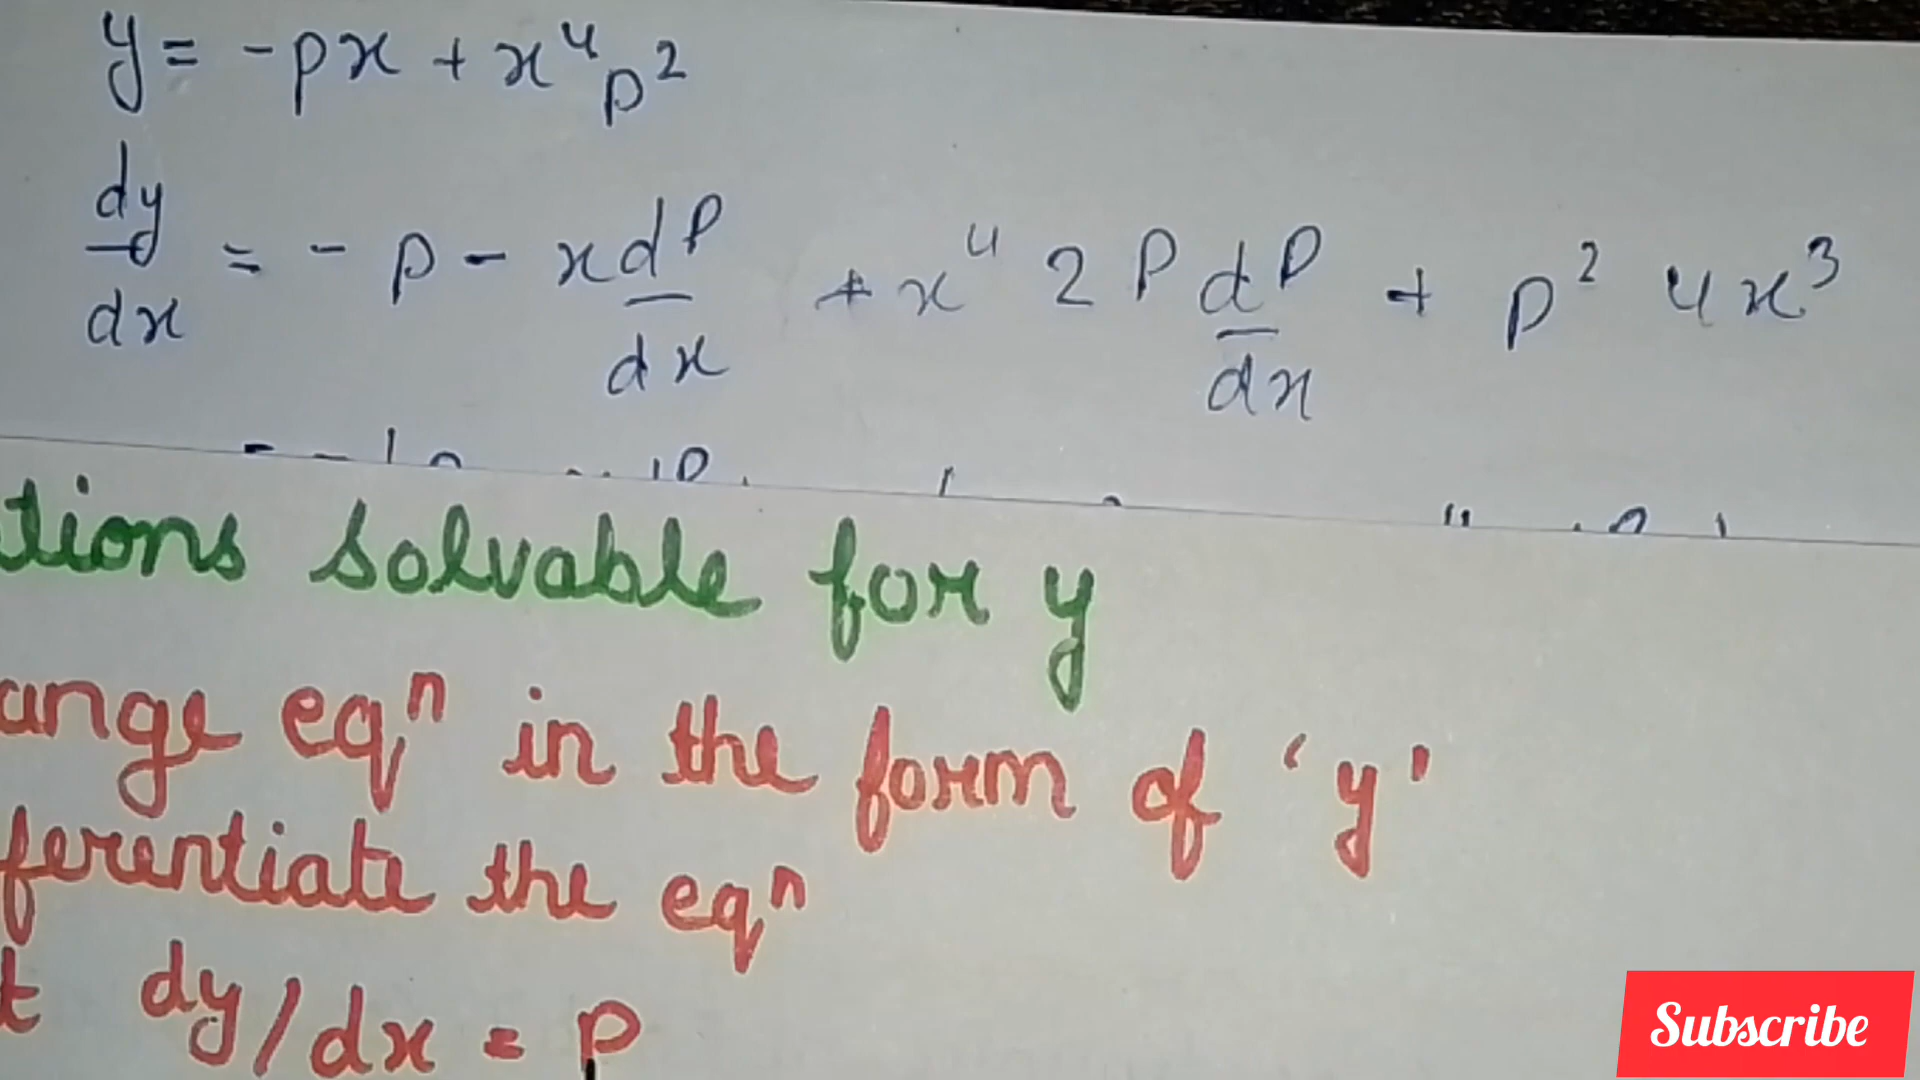 y = -px + x⁴p²
dy/dx = - p - x dp/dx + x⁴ 2 p dp/dx + p² 4x³
tions solvable for y
ange eqⁿ in the form of 'y'
ferentiate the eqⁿ
t dy/dx = p
Subscribe